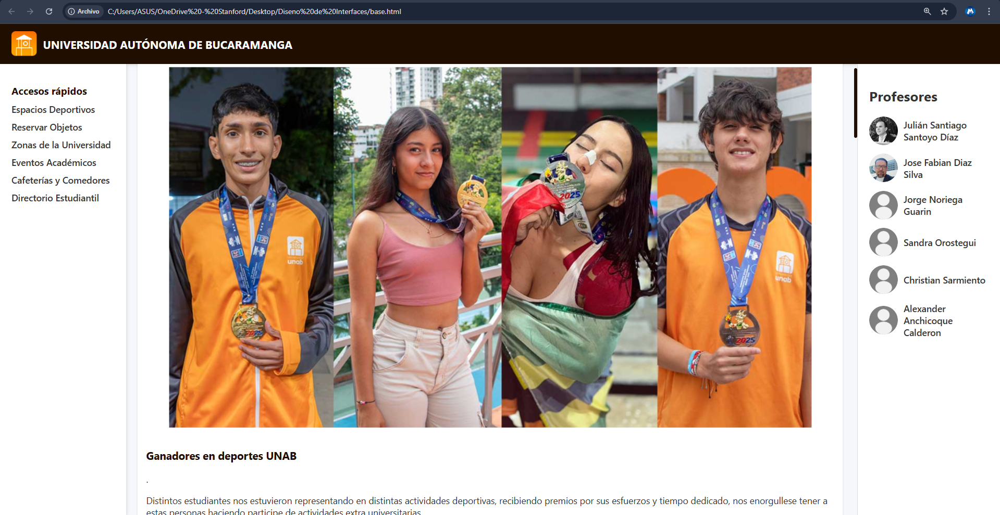 Archivo
C:/Users/ASUS/OneDrive%20-%20Stanford/Desktop/Diseno%20de%20Interfaces/base.html
UNIVERSIDAD AUTÓNOMA DE BUCARAMANGA
Accesos rápidos
Espacios Deportivos
Reservar Objetos
Zonas de la Universidad
Eventos Académicos
Cafeterías y Comedores
Directorio Estudiantil
unab
2025
2025
unab
2025
Ganadores en deportes UNAB
.
Distintos estudiantes nos estuvieron representando en distintas actividades deportivas, recibiendo premios por sus esfuerzos y tiempo dedicado, nos enorgullese tener a
estas personas haciendo participe de actividades extra universitarias
Profesores
Julián Santiago
Santoyo Díaz
Jose Fabian Diaz
Silva
Jorge Noriega
Guarin
Sandra Orostegui
Christian Sarmiento
Alexander
Anchicoque
Calderon